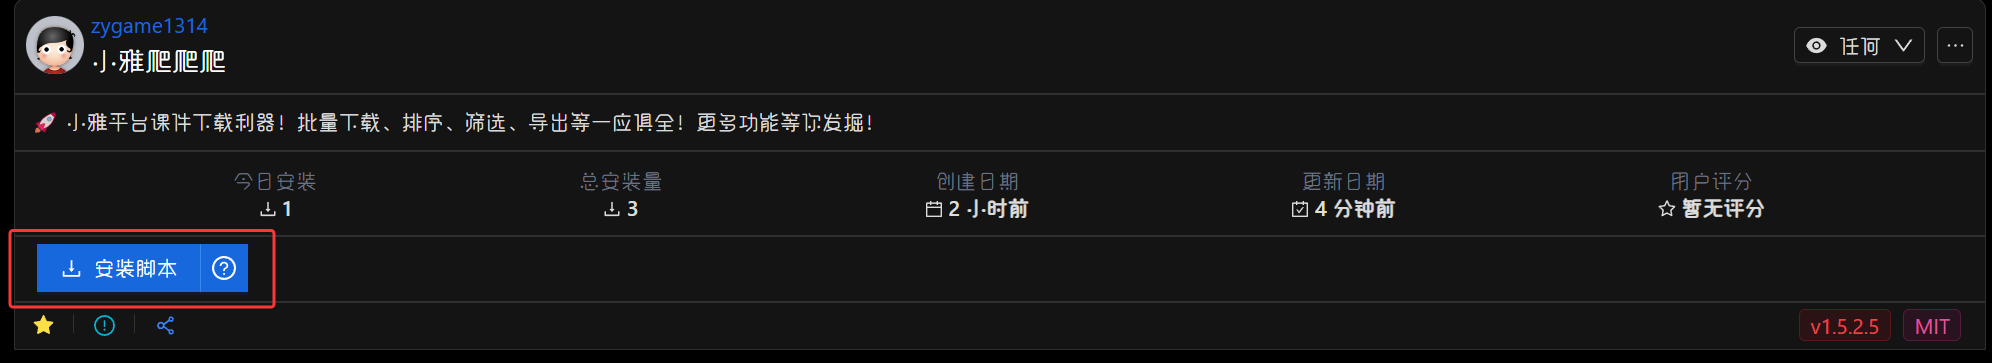 zygame1314
小雅爬爬爬
任何
🚀 小雅平台课件下载利器！批量下载、排序、筛选、导出等一应俱全！更多功能等你发掘！
今日安装 总安装量 创建日期 更新日期 用户评分
1 3 2 小时前 4 分钟前 暂无评分
安装脚本
v1.5.2.5 MIT